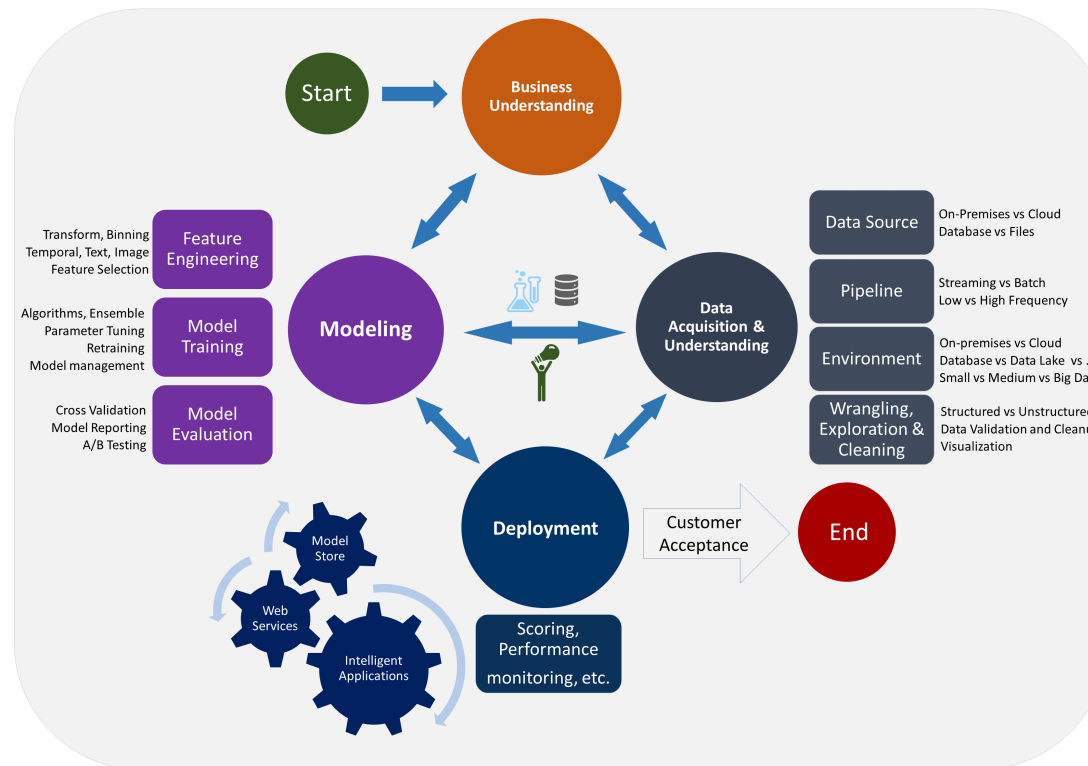 Start
Business
Understanding
Transform, Binning
Temporal, Text, Image
Feature Selection
Feature
Engineering
Algorithms, Ensemble
Parameter Tuning
Retraining
Model management
Model
Training
Cross Validation
Model Reporting
A/B Testing
Model
Evaluation
Modeling
Data
Acquisition &
Understanding
Data Source
On-Premises vs Cloud
Database vs Files
Pipeline
Streaming vs Batch
Low vs High Frequency
Environment
On-premises vs Cloud
Database vs Data Lake vs .
Small vs Medium vs Big
Wrangling,
Exploration &
Cleaning
Structured vs
Data Validation and
Visualization
Deployment
Customer
Acceptance
End
Scoring,
Performance
monitoring, etc.
Model
Store
Web
Services
Intelligent
Applications